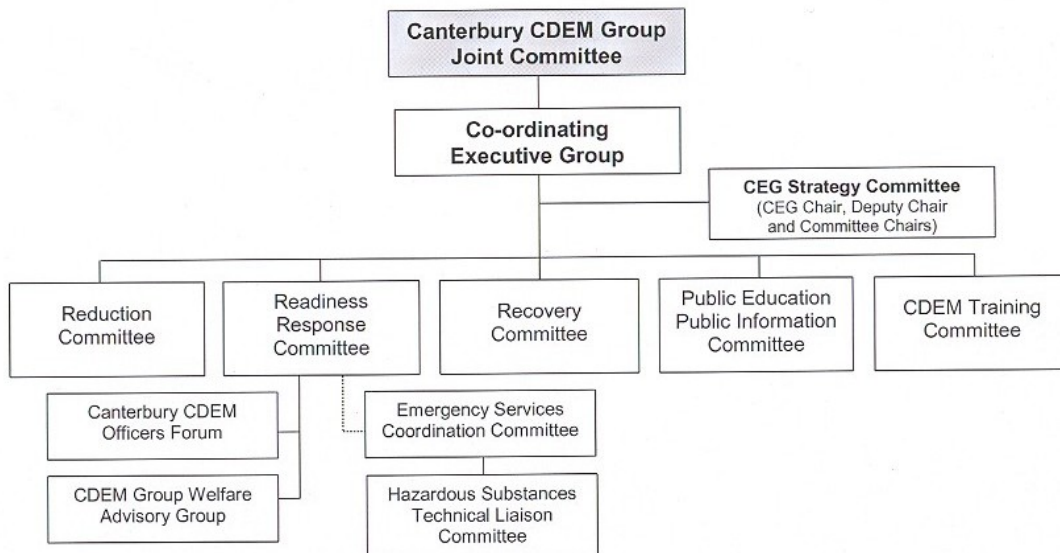 Canterbury CDEM Group
Joint Committee
Co-ordinating
Executive Group
CEG Strategy Committee
(CEG Chair, Deputy Chair
and Committee Chairs)
Reduction
Committee
Readiness
Response
Committee
Recovery
Committee
Public Education
Public Information
Committee
CDEM Training
Committee
Canterbury CDEM
Officers Forum
Emergency Services
Coordination Committee
CDEM Group Welfare
Advisory Group
Hazardous Substances
Technical Liaison
Committee